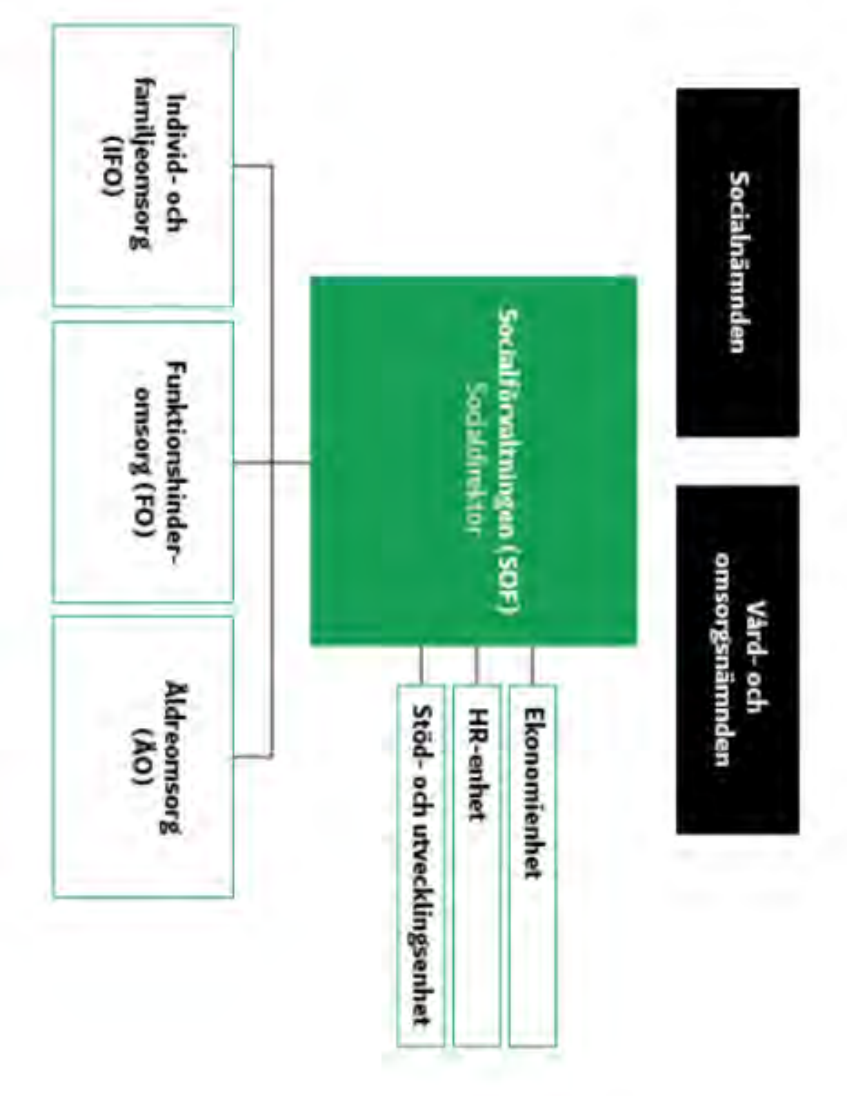 Socialnämnden
Vård- och
omsorgsnämnden
Socialförvaltningen (SOF)
Socialdirektör
Ekonomienhet
HR-enhet
Stöd- och utvecklingsenhet
Individ- och
familjeomsorg
(IFO)
Funktionshinder-
omsorg (FO)
Äldreomsorg
(ÄO)